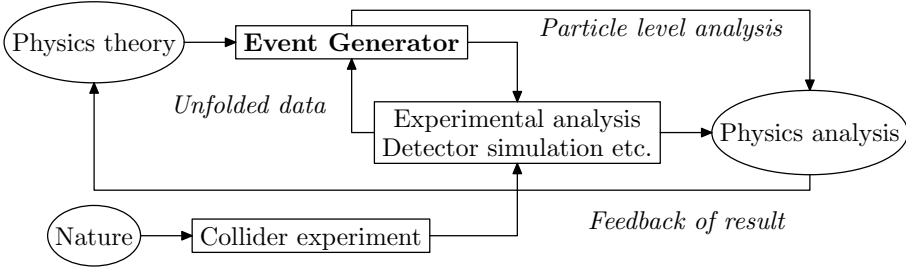 Physics theory
Event Generator
Particle level analysis
Unfolded data
Experimental analysis
Detector simulation etc.
Physics analysis
Feedback of result
Nature
Collider experiment